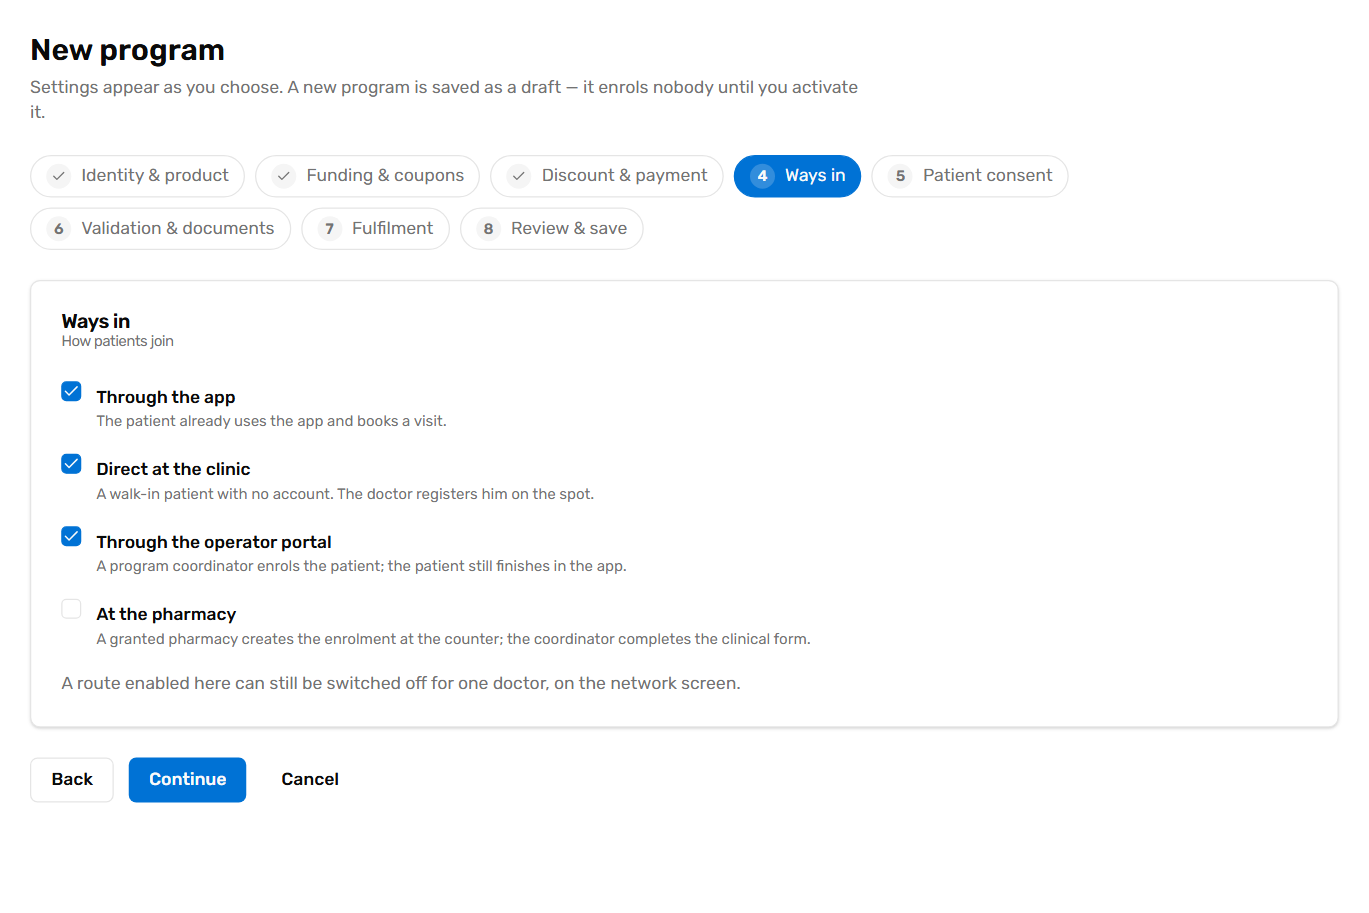 New program
Settings appear as you choose. A new program is saved as a draft — it enrols nobody until you activate
it.
Identity & product
Funding & coupons
Discount & payment
4 Ways in
5 Patient consent
6 Validation & documents
7 Fulfilment
8 Review & save
Ways in
How patients join
Through the app
The patient already uses the app and books a visit.
Direct at the clinic
A walk-in patient with no account. The doctor registers him on the spot.
Through the operator portal
A program coordinator enrols the patient; the patient still finishes in the app.
At the pharmacy
A granted pharmacy creates the enrolment at the counter; the coordinator completes the clinical form.
A route enabled here can still be switched off for one doctor, on the network screen.
Back
Continue
Cancel